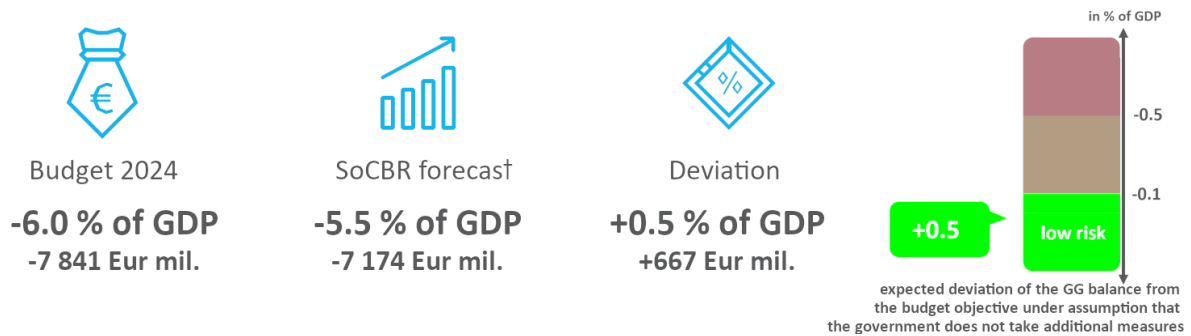 in % of GDP
€
%
Budget 2024
SoCBR forecast†
Deviation
-6.0 % of GDP
-5.5 % of GDP
+0.5 % of GDP
-7 841 Eur mil.
-7 174 Eur mil.
+667 Eur mil.
-0.5
-0.1
+0.5
low risk
expected deviation of the GG balance from
the budget objective under assumption that
the government does not take additional measures